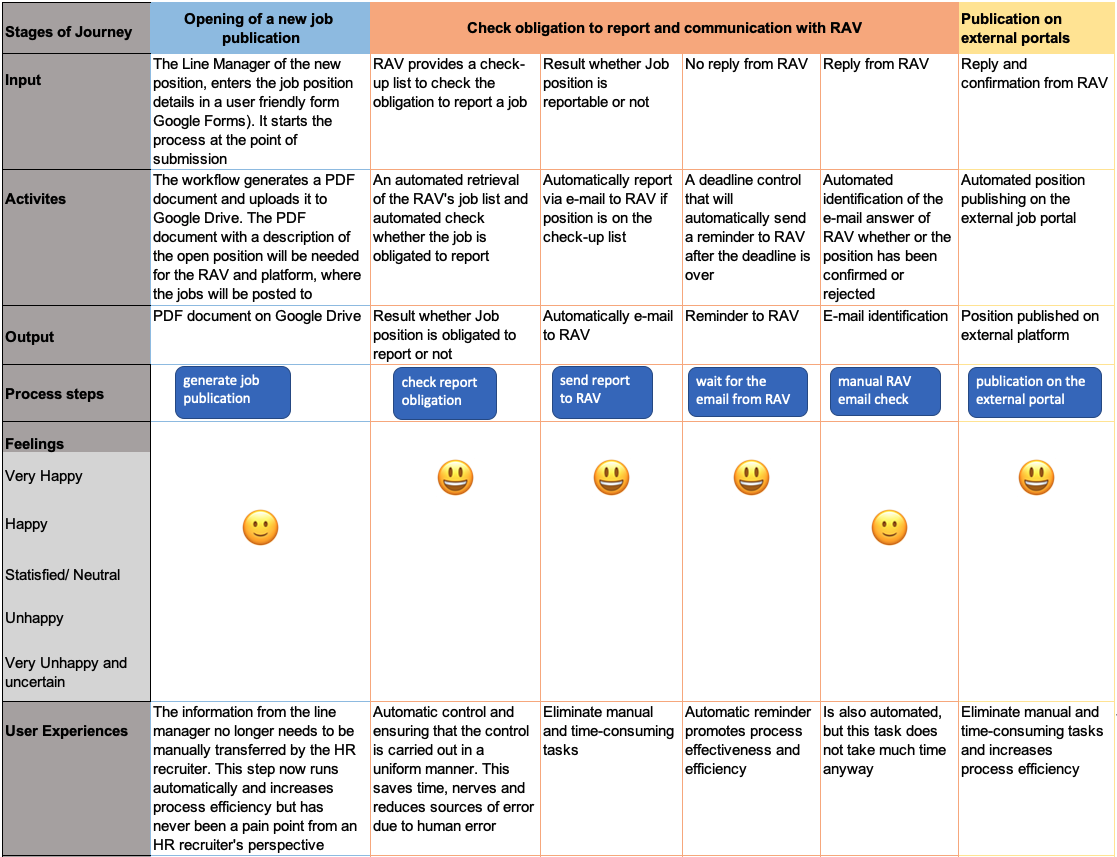 Stages of Journey
Opening of a new job
publication
Check obligation to report and communication with RAV
Publication on
external portals
Input
The Line Manager of the new
position, enters the job position
details in a user friendly form
Google Forms). It starts the
process at the point of
submission
RAV provides a check-
up list to check the
obligation to report a job
Result whether Job
position is
reportable or not
No reply from RAV
Reply from RAV
Reply and
confirmation from RAV
Activites
The workflow generates a PDF
document and uploads it to
Google Drive. The PDF
document with a description of
the open position will be needed
for the RAV and platform, where
the jobs will be posted to
An automated retrieval
of the RAV's job list and
automated check
whether the job is
obligated to report
Automatically report
via e-mail to RAV if
position is on the
check-up list
A deadline control
that will
automatically send
a reminder to RAV
after the deadline is
over
Automated
identification of the
e-mail answer of
RAV whether or the
position has been
confirmed or
rejected
Automated position
publishing on the
external job portal
Output
PDF document on Google Drive
Result whether Job
position is obligated to
report or not
Automatically e-mail
to RAV
Reminder to RAV
E-mail identification
Position published on
external platform
Process steps
generate job
publication
check report
obligation
send report
to RAV
wait for the
email from RAV
manual RAV
email check
publication on the
external portal
Feelings
Very Happy
Happy
Statisfied/ Neutral
Unhappy
Very Unhappy and
uncertain
User Experiences
The information from the line
manager no longer needs to be
manually transferred by the HR
recruiter. This step now runs
automatically and increases
process efficiency but has
never been a pain point from an
HR recruiter's perspective
Automatic control and
ensuring that the control
is carried out in a
uniform manner. This
saves time, nerves and
reduces sources of error
due to human error
Eliminate manual
and time-consuming
tasks
Automatic reminder
promotes process
effectiveness and
efficiency
Is also automated,
but this task does
not take much time
anyway
Eliminate manual and
time-consuming tasks
and increases
process efficiency